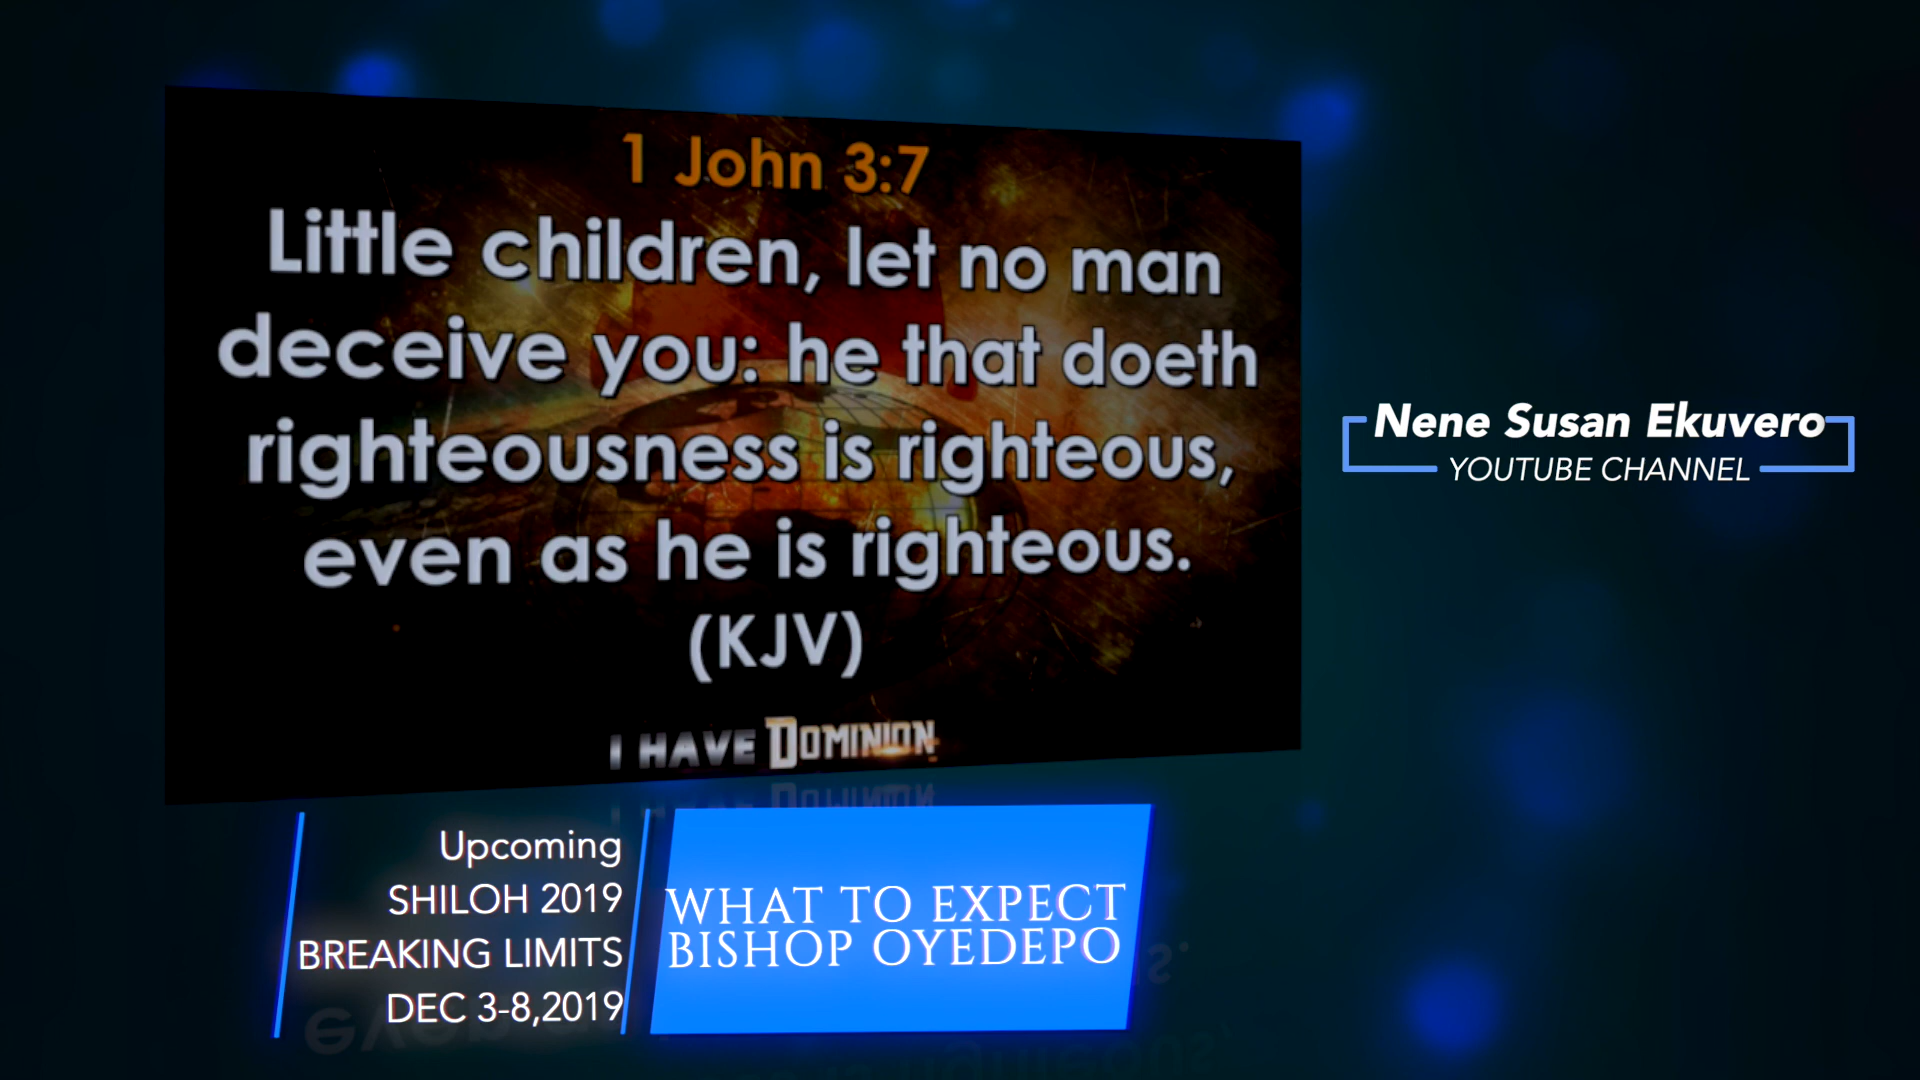 1 John 3:7
Little children, let no man
deceive you: he that doeth
righteousness is righteous,
even as he is righteous.
(KJV)
I HAVE DOMINION
Nene Susan Ekuvero
YOUTUBE CHANNEL
Upcoming
SHILOH 2019
BREAKING LIMITS
DEC 3-8,2019
WHAT TO EXPECT
BISHOP OYEDEPO